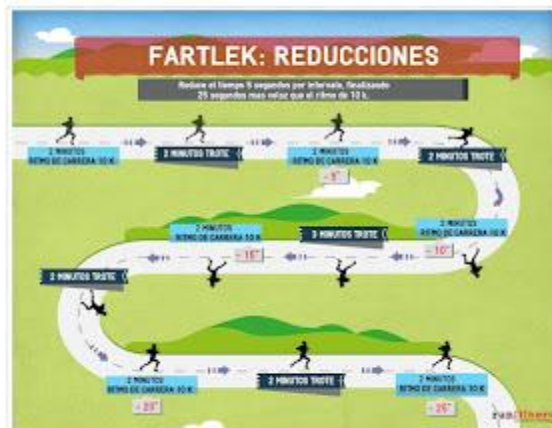 FARTLEK: REDUCCIONES
Reduce el tiempo 5 segundos por intervalo, finalizando
25 segundos mas veloz que el ritmo de 10 k.
2 MINUTOS
RITMO DE CARRERA 10 K
2 MINUTOS TROTE
2 MINUTOS
RITMO DE CARRERA 10 K
- 5"
2 MINUTOS TROTE
2 MINUTOS
RITMO DE CARRERA 10 K
- 10"
2 MINUTOS TROTE
2 MINUTOS
RITMO DE CARRERA 10 K
- 15"
2 MINUTOS TROTE
2 MINUTOS
RITMO DE CARRERA 10 K
- 20"
2 MINUTOS TROTE
2 MINUTOS
RITMO DE CARRERA 10 K
- 25"